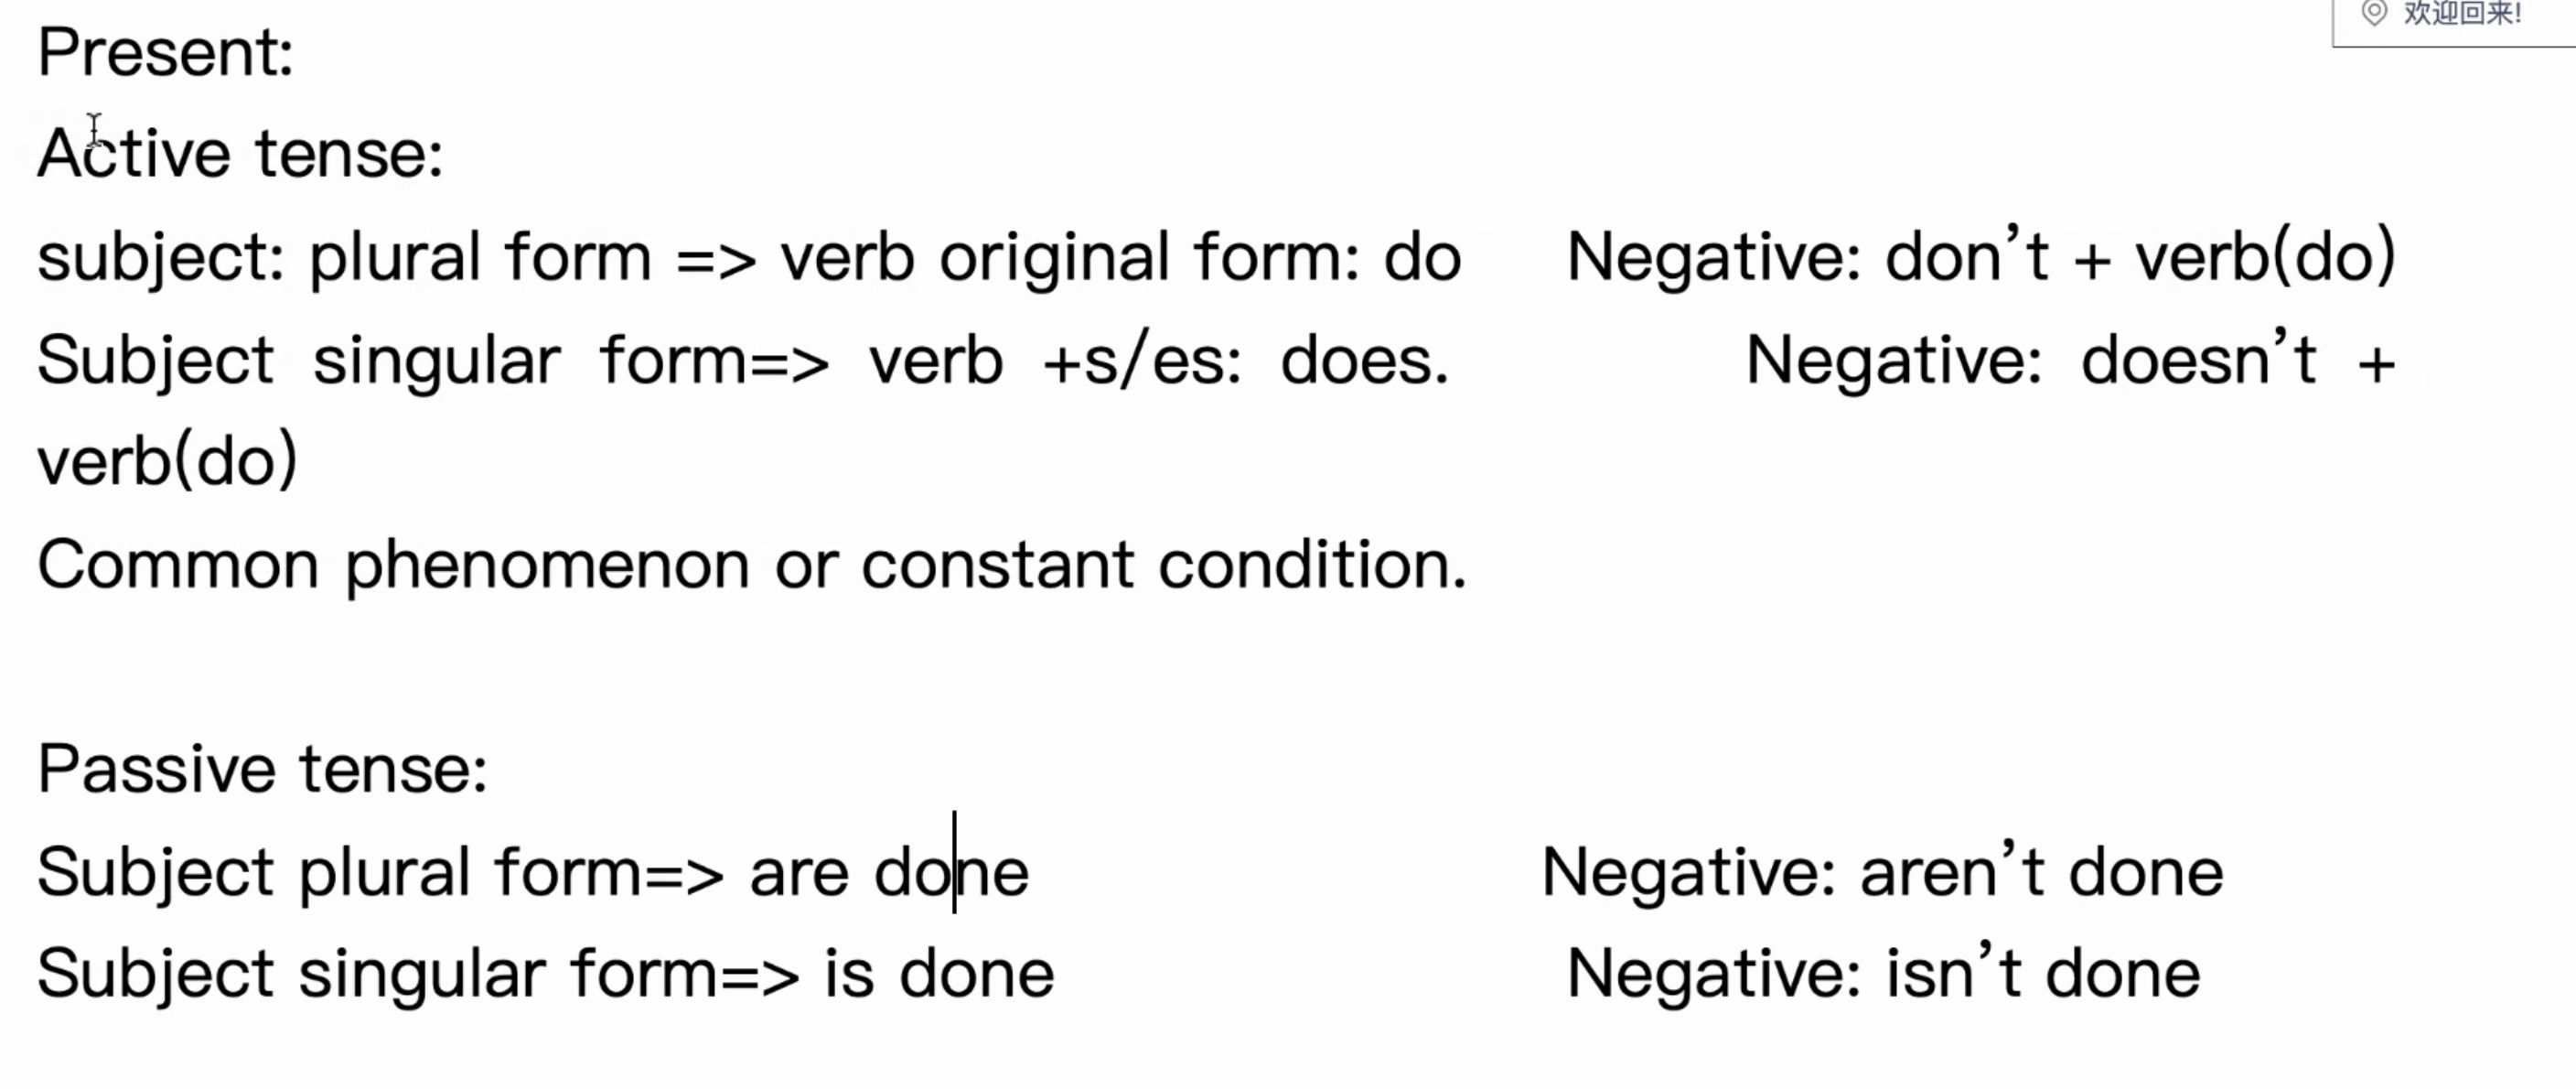 欢迎回来!
Present:
Active tense:
subject: plural form => verb original form: do Negative: don’t + verb(do)
Subject singular form=> verb +s/es: does. Negative: doesn’t +
verb(do)
Common phenomenon or constant condition.
Passive tense:
Subject plural form=> are done Negative: aren’t done
Subject singular form=> is done Negative: isn’t done